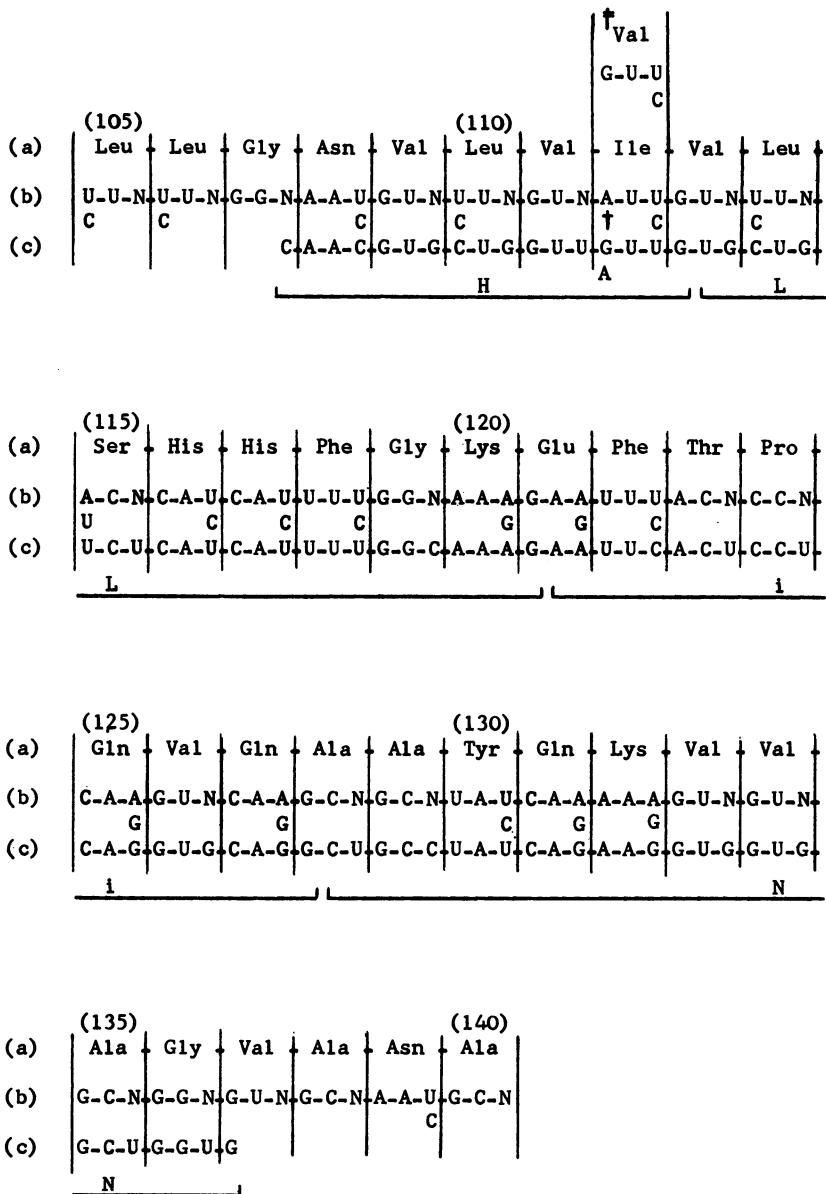 †Val
G-U-U
C
(105) (110)
(a) Leu Leu Gly Asn Val Leu Val Ile Val Leu
(b) U-U-N U-U-N G-G-N A-A-U G-U-N U-U-N G-U-N A-U-U G-U-N U-U-N
C C C C † C C
(c) C A-A-C G-U-G C-U-G G-U-U G-U-U G-U-G C-U-G
A
H L
(115) (120)
(a) Ser His His Phe Gly Lys Glu Phe Thr Pro
(b) A-C-N C-A-U C-A-U U-U-U G-G-N A-A-A G-A-A U-U-U A-C-N C-C-N
U C C C G G C
(c) U-C-U C-A-U C-A-U U-U-U G-G-C A-A-A G-A-A U-U-C A-C-U C-C-U
L i
(125) (130)
(a) Gln Val Gln Ala Ala Tyr Gln Lys Val Val
(b) C-A-A G-U-N C-A-A G-C-N G-C-N U-A-U C-A-A A-A-A G-U-N G-U-N
G G C G G
(c) C-A-G G-U-G C-A-G G-C-U G-C-C U-A-U C-A-G A-A-G G-U-G G-U-G
i N
(135) (140)
(a) Ala Gly Val Ala Asn Ala
(b) G-C-N G-G-N G-U-N G-C-N A-A-U G-C-N
C
(c) G-C-U G-G-U G
N